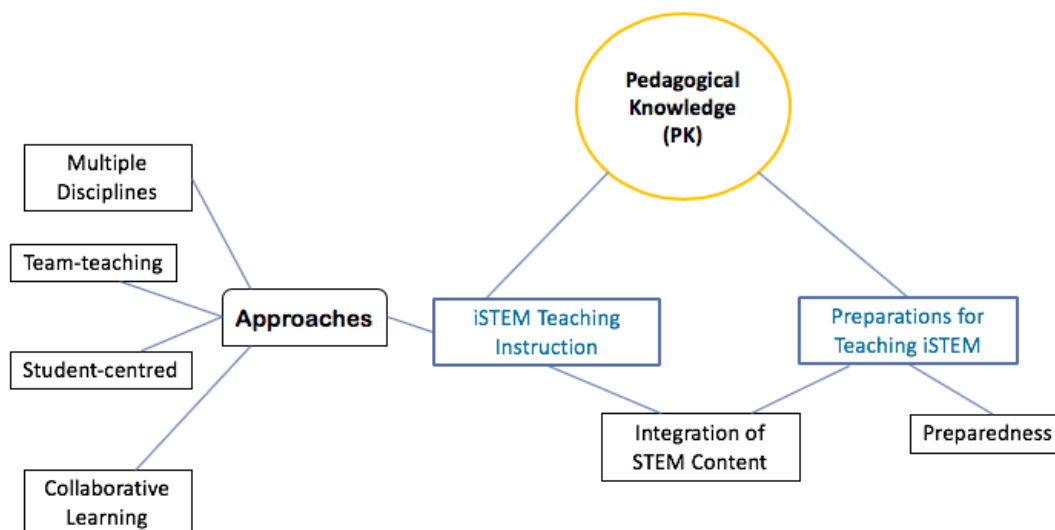 Pedagogical
Knowledge
(PK)
Multiple
Disciplines
Team-teaching
Approaches
iSTEM Teaching
Instruction
Preparations for
Teaching iSTEM
Student-centred
Integration of
STEM Content
Preparedness
Collaborative
Learning